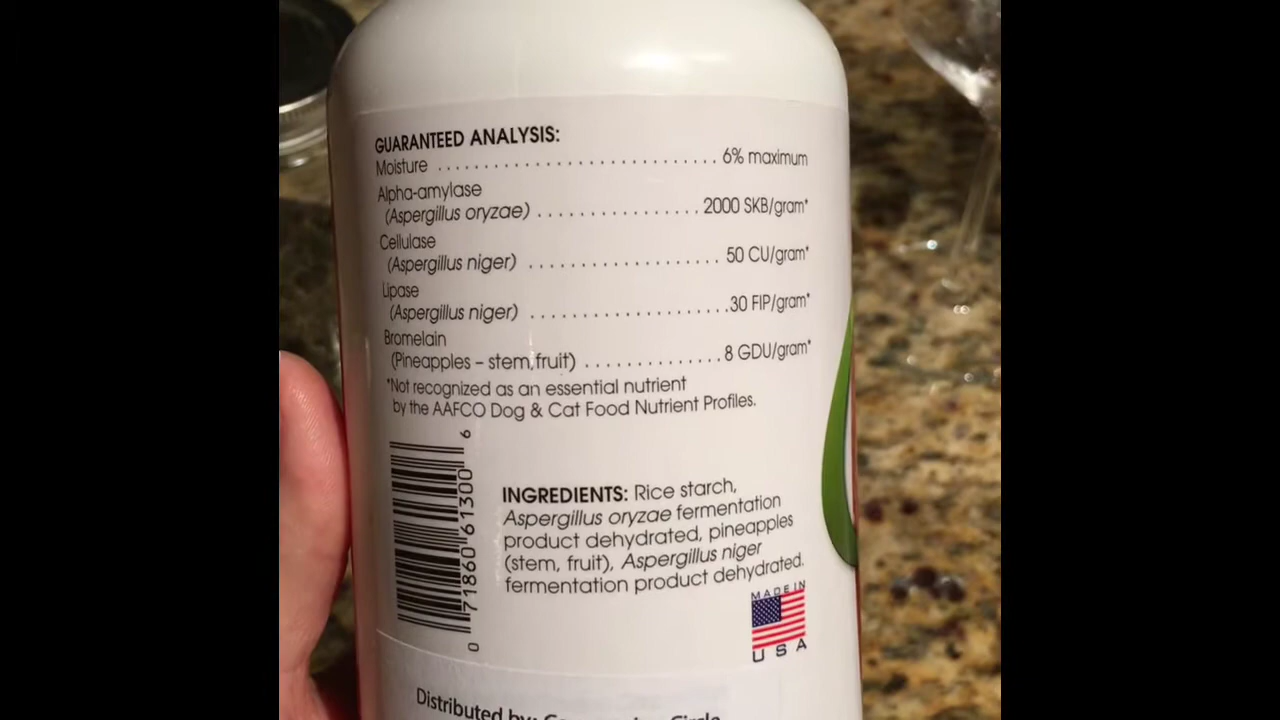 GUARANTEED ANALYSIS:
Moisture . . . . . . . . . . . . . . . . . . . . . . . . . . . . . 6% maximum
Alpha-amylase
(Aspergillus oryzae) . . . . . . . . . . . . . . . . . 2000 SKB/gram*
Cellulase
(Aspergillus niger) . . . . . . . . . . . . . . . . . . . . 50 CU/gram*
Lipase
(Aspergillus niger) . . . . . . . . . . . . . . . . . . . . .30 FIP/gram*
Bromelain
(Pineapples – stem,fruit) . . . . . . . . . . . . . . 8 GDU/gram*
*Not recognized as an essential nutrient
by the AAFCO Dog & Cat Food Nutrient Profiles.
0 71860 61300 6
INGREDIENTS: Rice starch,
Aspergillus oryzae fermentation
product dehydrated, pineapples
(stem, fruit), Aspergillus niger
fermentation product dehydrated.
MADE IN
USA
Distributed by: Circle